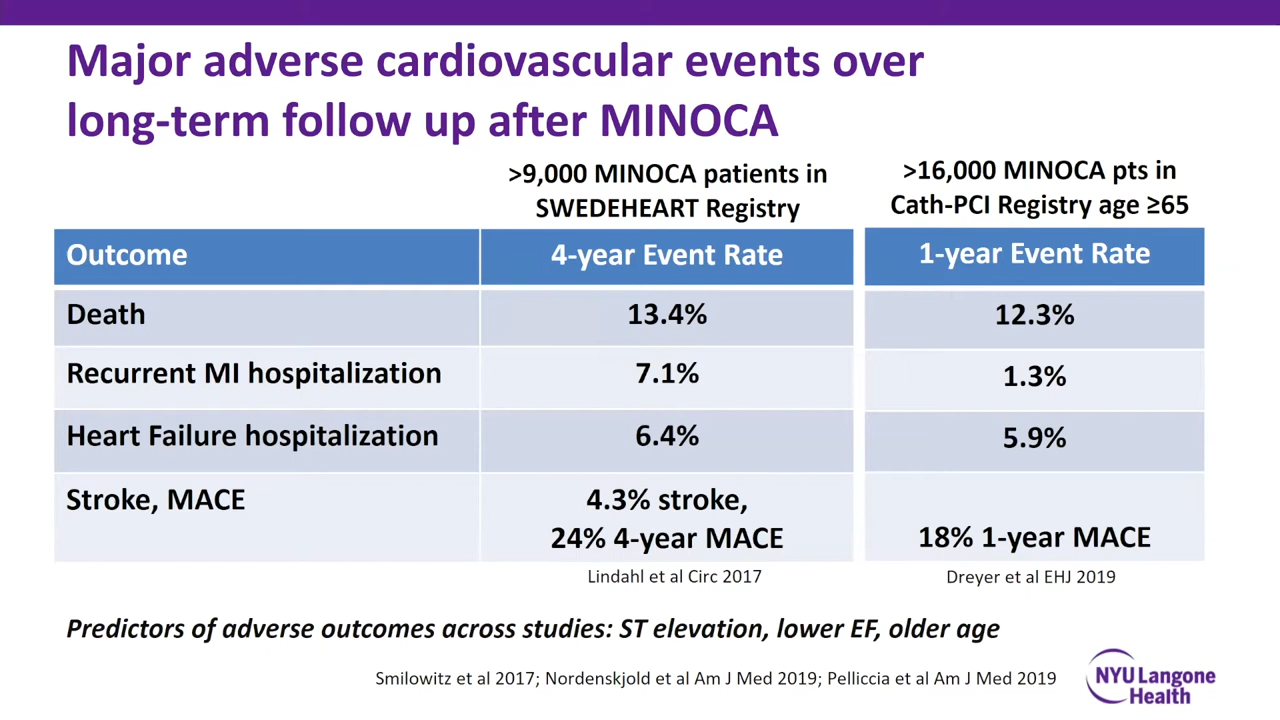 Major adverse cardiovascular events over
long-term follow up after MINOCA
>9,000 MINOCA patients in
SWEDEHEART Registry
>16,000 MINOCA pts in
Cath-PCI Registry age ≥65
Outcome
4-year Event Rate
1-year Event Rate
Death
13.4%
12.3%
Recurrent MI hospitalization
7.1%
1.3%
Heart Failure hospitalization
6.4%
5.9%
Stroke, MACE
4.3% stroke,
24% 4-year MACE
18% 1-year MACE
Lindahl et al Circ 2017
Dreyer et al EHJ 2019
Predictors of adverse outcomes across studies: ST elevation, lower EF, older age
Smilowitz et al 2017; Nordenskjold et al Am J Med 2019; Pelliccia et al Am J Med 2019
NYU Langone
Health